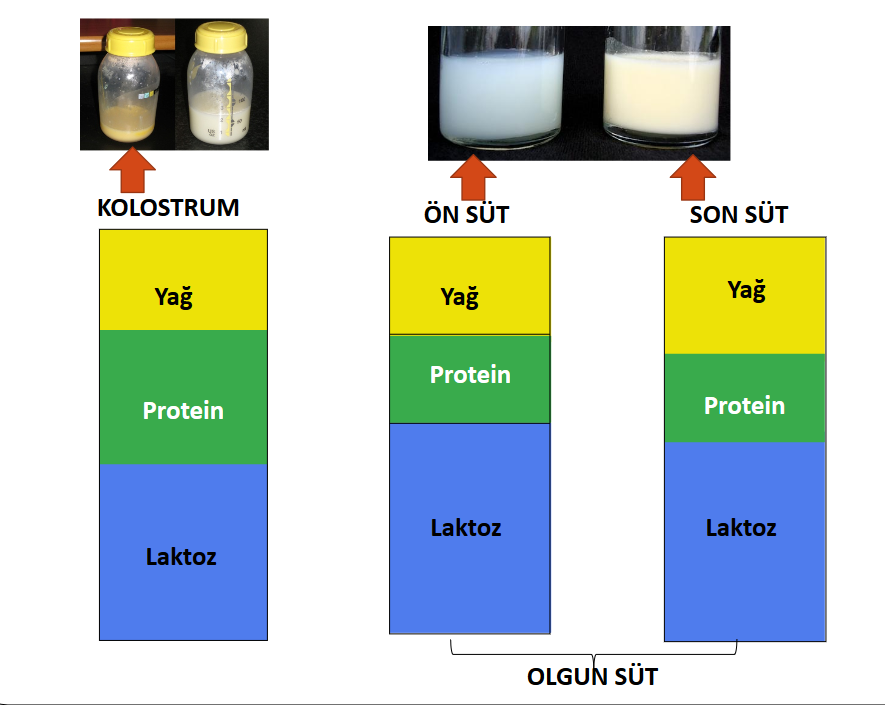 KOLOSTRUM
Yağ
Protein
Laktoz
ÖN SÜT
Yağ
Protein
Laktoz
SON SÜT
Yağ
Protein
Laktoz
OLGUN SÜT